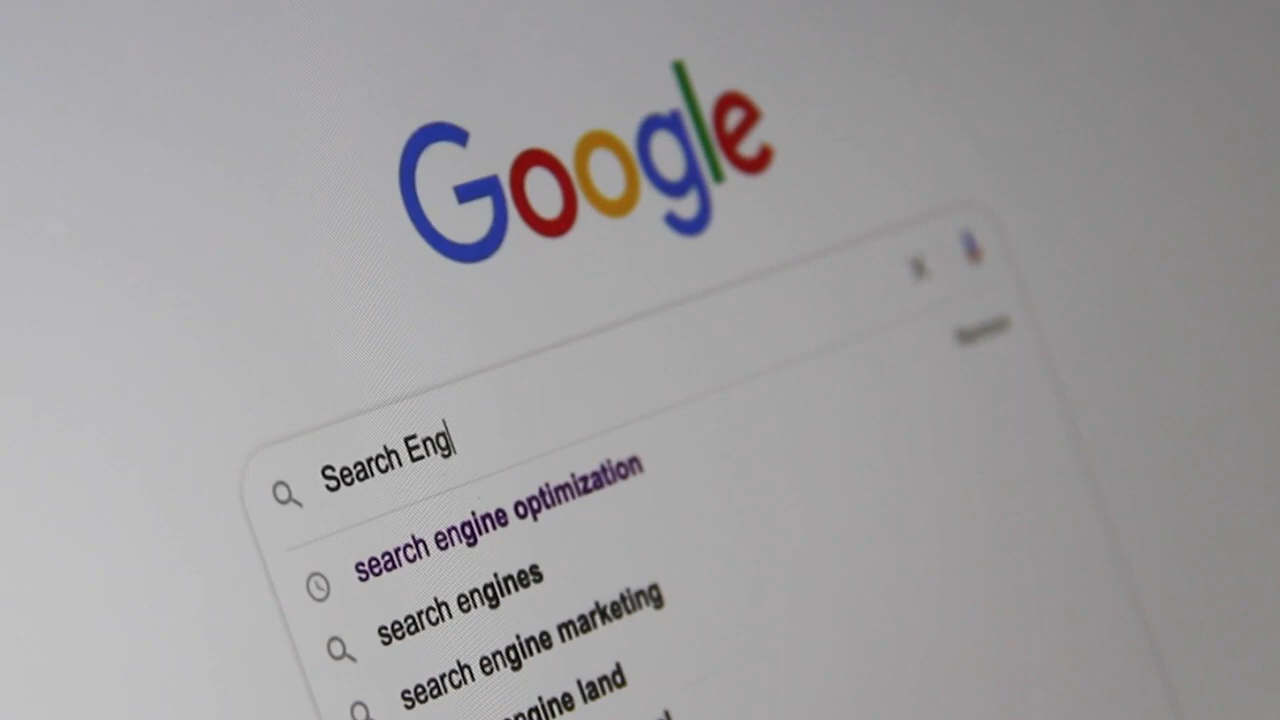 Google
Search Eng
search engine optimization
search engines
search engine marketing
engine land